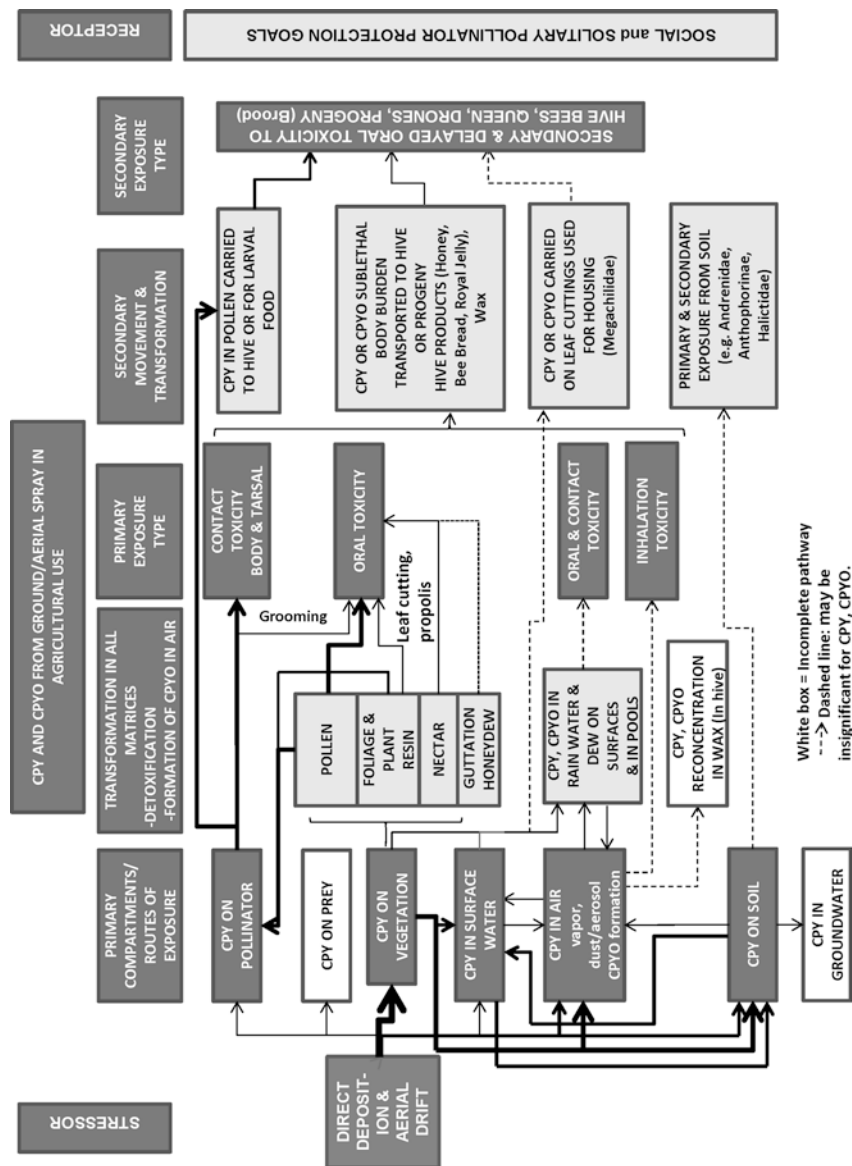 CPY AND CPYO FROM GROUND/AERIAL SPRAY IN
AGRICULTURAL USE
STRESSOR
PRIMARY
COMPARTMENTS/
ROUTES OF
EXPOSURE
TRANSFORMATION IN ALL
MATRICES
-DETOXIFICATION
-FORMATION OF CPYO IN AIR
PRIMARY
EXPOSURE
TYPE
SECONDARY
MOVEMENT &
TRANSFORMATION
SECONDARY
EXPOSURE
TYPE
RECEPTOR
DIRECT
DEPOSIT-
ION &
AERIAL
DRIFT
CPY ON
POLLINATOR
CPY ON PREY
CPY ON
VEGETATION
CPY IN SURFACE
WATER
CPY IN AIR
vapor,
dust/aerosol
CPYO formation
CPY ON SOIL
CPY IN
GROUNDWATER
POLLEN
FOLIAGE &
PLANT
RESIN
NECTAR
GUTTATION
HONEYDEW
CPY, CPYO IN
RAIN WATER &
DEW ON
SURFACES
& IN POOLS
CPY, CPYO
RECONCENTRATION
IN WAX (In hive)
Grooming
Leaf cutting,
propolis
CONTACT
TOXICITY
BODY & TARSAL
ORAL TOXICITY
ORAL & CONTACT
TOXICITY
INHALATION
TOXICITY
CPY IN POLLEN CARRIED
TO HIVE OR FOR LARVAL
FOOD
CPY OR CPYO SUBLETHAL
BODY BURDEN
TRANSPORTED TO HIVE
OR PROGENY
HIVE PRODUCTS (Honey,
Bee Bread, Royal Jelly),
Wax
CPY OR CPYO CARRIED
ON LEAF CUTTINGS USED
FOR HOUSING
(Megachilidae)
PRIMARY & SECONDARY
EXPOSURE FROM SOIL
(e.g. Andrenidae,
Anthophorinae,
Halictidae)
SECONDARY & DELAYED ORAL TOXICITY TO
HIVE BEES, QUEEN, DRONES, PROGENY (Brood)
SOCIAL and SOLITARY POLLINATOR PROTECTION GOALS
White box = Incomplete pathway
---> Dashed line: may be
insignificant for CPY, CPYO.